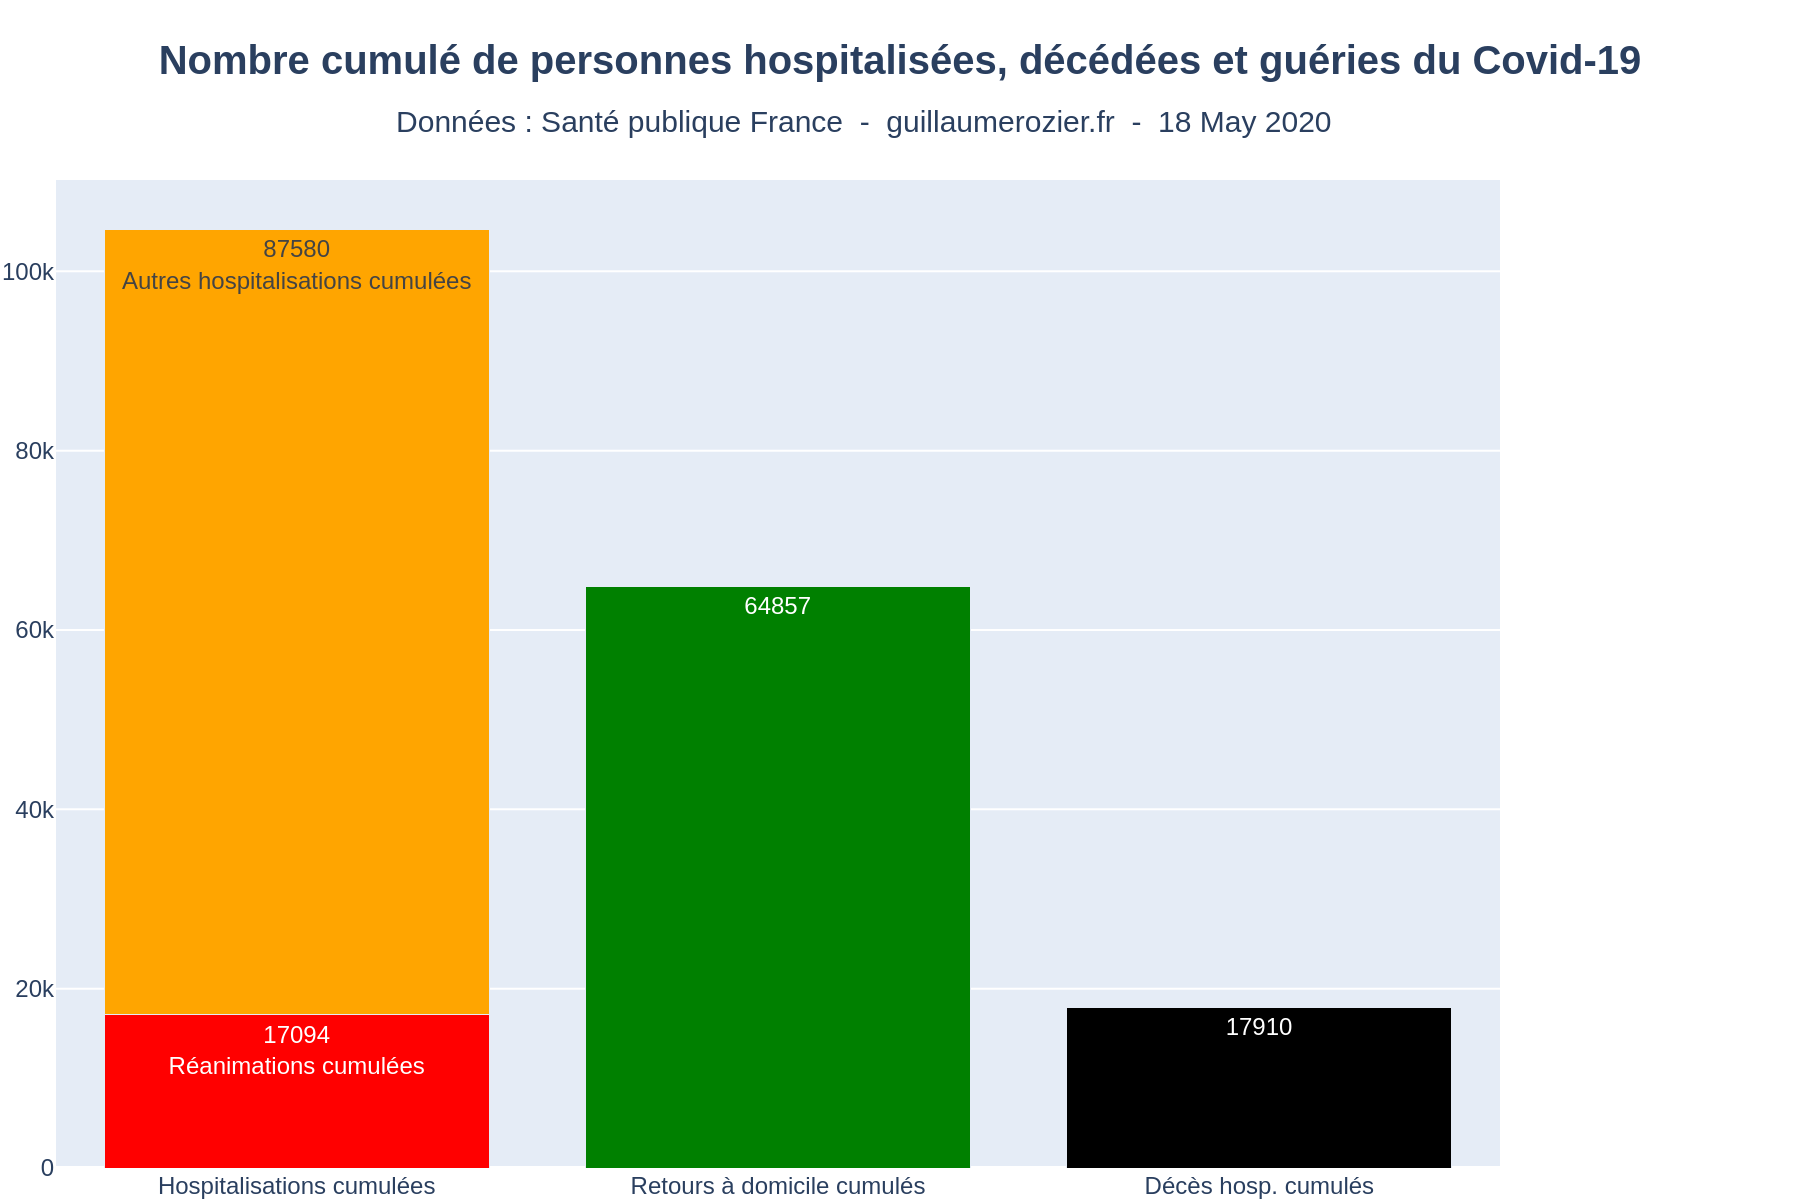 Nombre cumulé de personnes hospitalisées, décédées et guéries du Covid-19
Données : Santé publique France - guillaumerozier.fr - 18 May 2020
100k
80k
60k
40k
20k
0
87580
Autres hospitalisations cumulées
17094
Réanimations cumulées
64857
17910
Hospitalisations cumulées
Retours à domicile cumulés
Décès hosp. cumulés